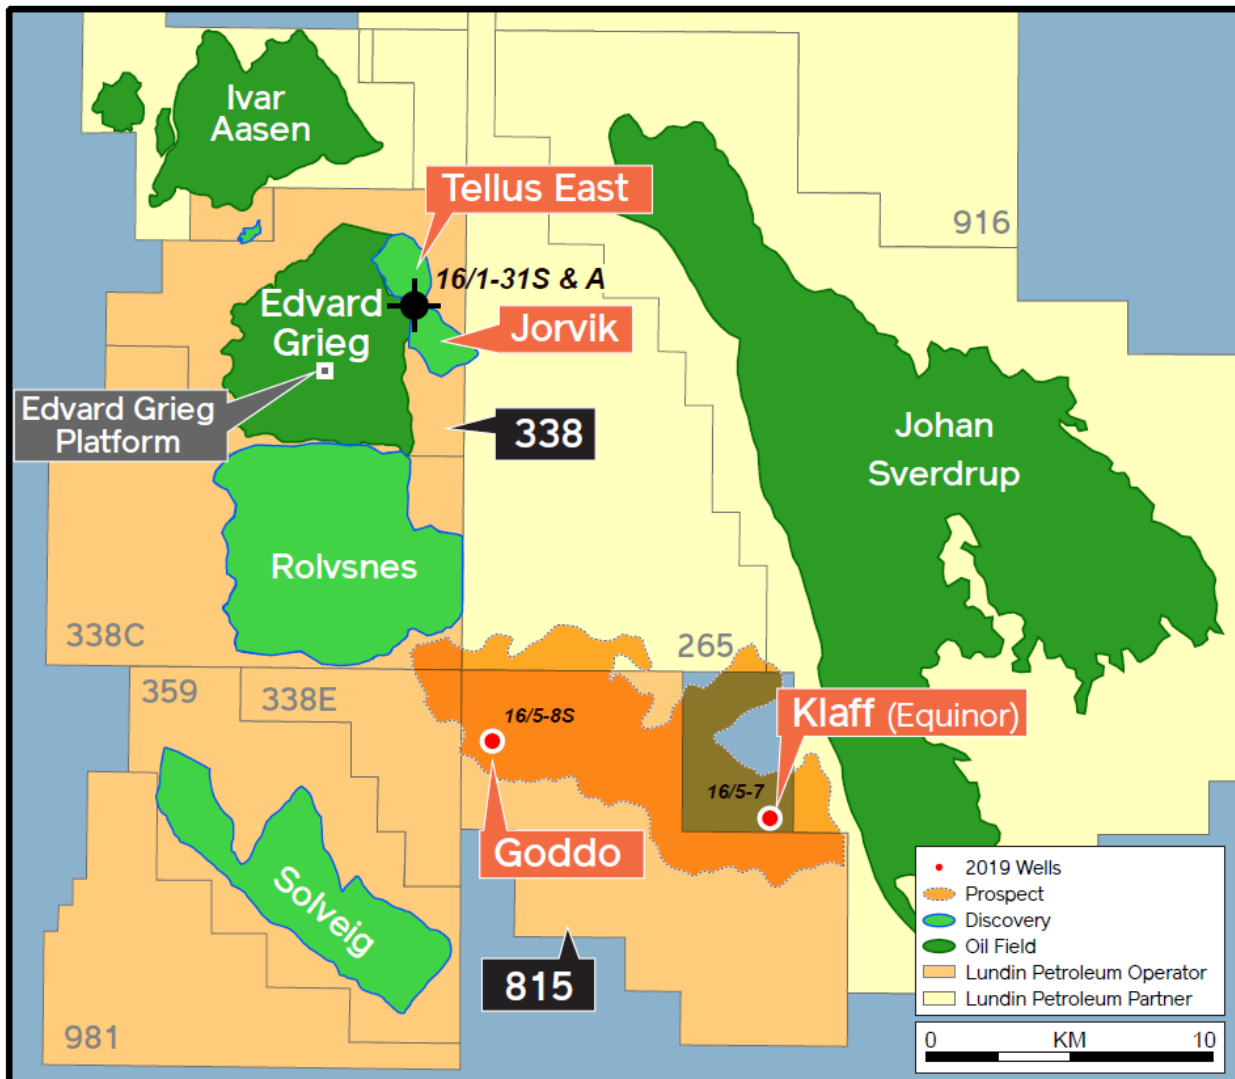 Ivar
Aasen
Tellus East
916
16/1-31S & A
Edvard
Grieg
Jorvik
Edvard Grieg
Platform
338
Johan
Sverdrup
Rolvsnes
338C
265
359
338E
16/5-8S
Klaff (Equinor)
16/5-7
Goddo
Solveig
815
981
2019 Wells
Prospect
Discovery
Oil Field
Lundin Petroleum Operator
Lundin Petroleum Partner
0 KM 10